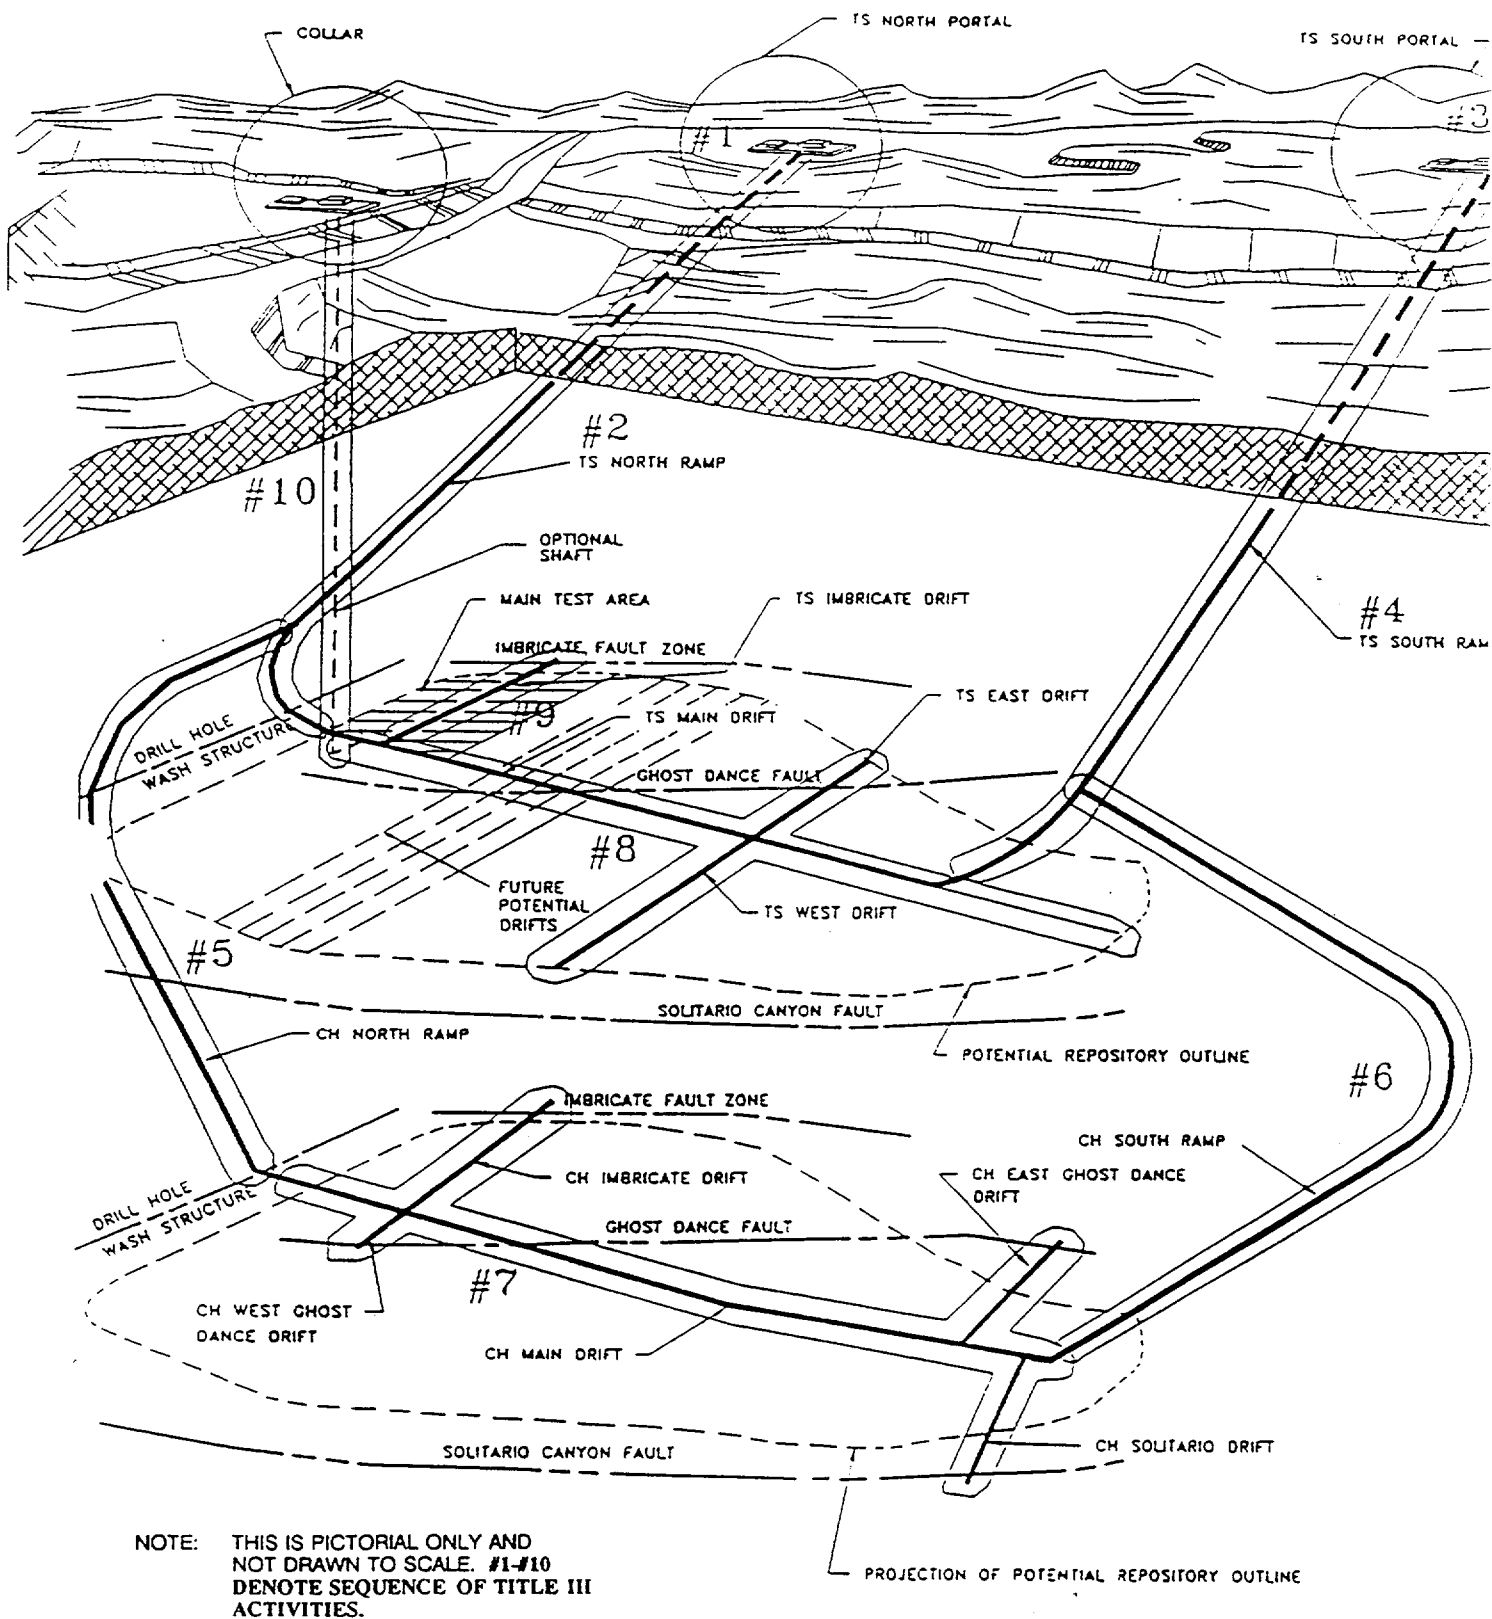 COLLAR
TS NORTH PORTAL
TS SOUTH PORTAL
#1
#3
#2
TS NORTH RAMP
#10
OPTIONAL
SHAFT
MAIN TEST AREA
TS IMBRICATE DRIFT
#4
TS SOUTH RAM
IMBRICATE FAULT ZONE
TS EAST DRIFT
#9
TS MAIN DRIFT
DRILL HOLE
WASH STRUCTURE
GHOST DANCE FAULT
#8
FUTURE
POTENTIAL
DRIFTS
TS WEST DRIFT
#5
SOLITARIO CANYON FAULT
CH NORTH RAMP
POTENTIAL REPOSITORY OUTLINE
#6
IMBRICATE FAULT ZONE
CH SOUTH RAMP
CH IMBRICATE DRIFT
CH EAST GHOST DANCE
DRIFT
DRILL HOLE
WASH STRUCTURE
GHOST DANCE FAULT
#7
CH WEST GHOST
DANCE DRIFT
CH MAIN DRIFT
SOLITARIO CANYON FAULT
CH SOLITARIO DRIFT
NOTE: THIS IS PICTORIAL ONLY AND
NOT DRAWN TO SCALE. #1-#10
DENOTE SEQUENCE OF TITLE III
ACTIVITIES.
PROJECTION OF POTENTIAL REPOSITORY OUTLINE